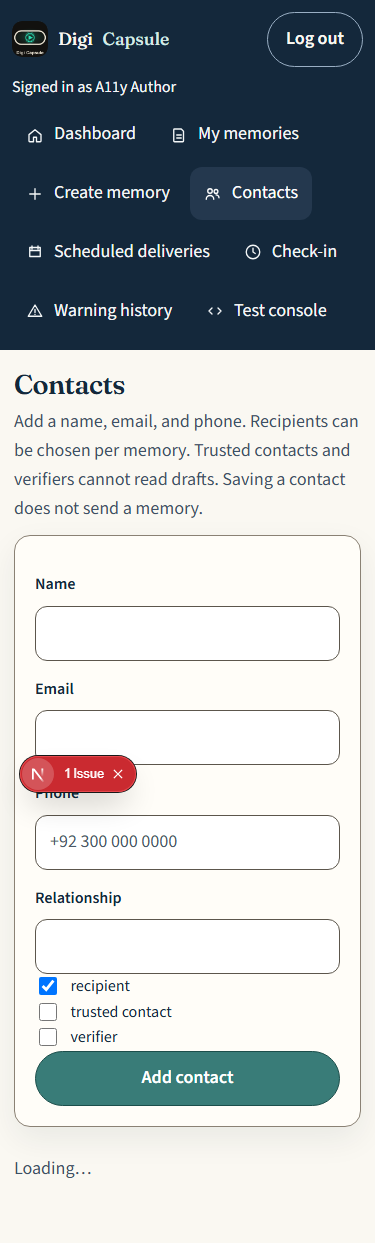 Digi Capsule
Digi Capsule
Log out
Signed in as A11y Author
Dashboard
My memories
Create memory
Contacts
Scheduled deliveries
Check-in
Warning history
Test console
Contacts
Add a name, email, and phone. Recipients can
be chosen per memory. Trusted contacts and
verifiers cannot read drafts. Saving a contact
does not send a memory.
Name
Email
N
1 Issue
Phone
+92 300 000 0000
Relationship
recipient
trusted contact
verifier
Add contact
Loading…